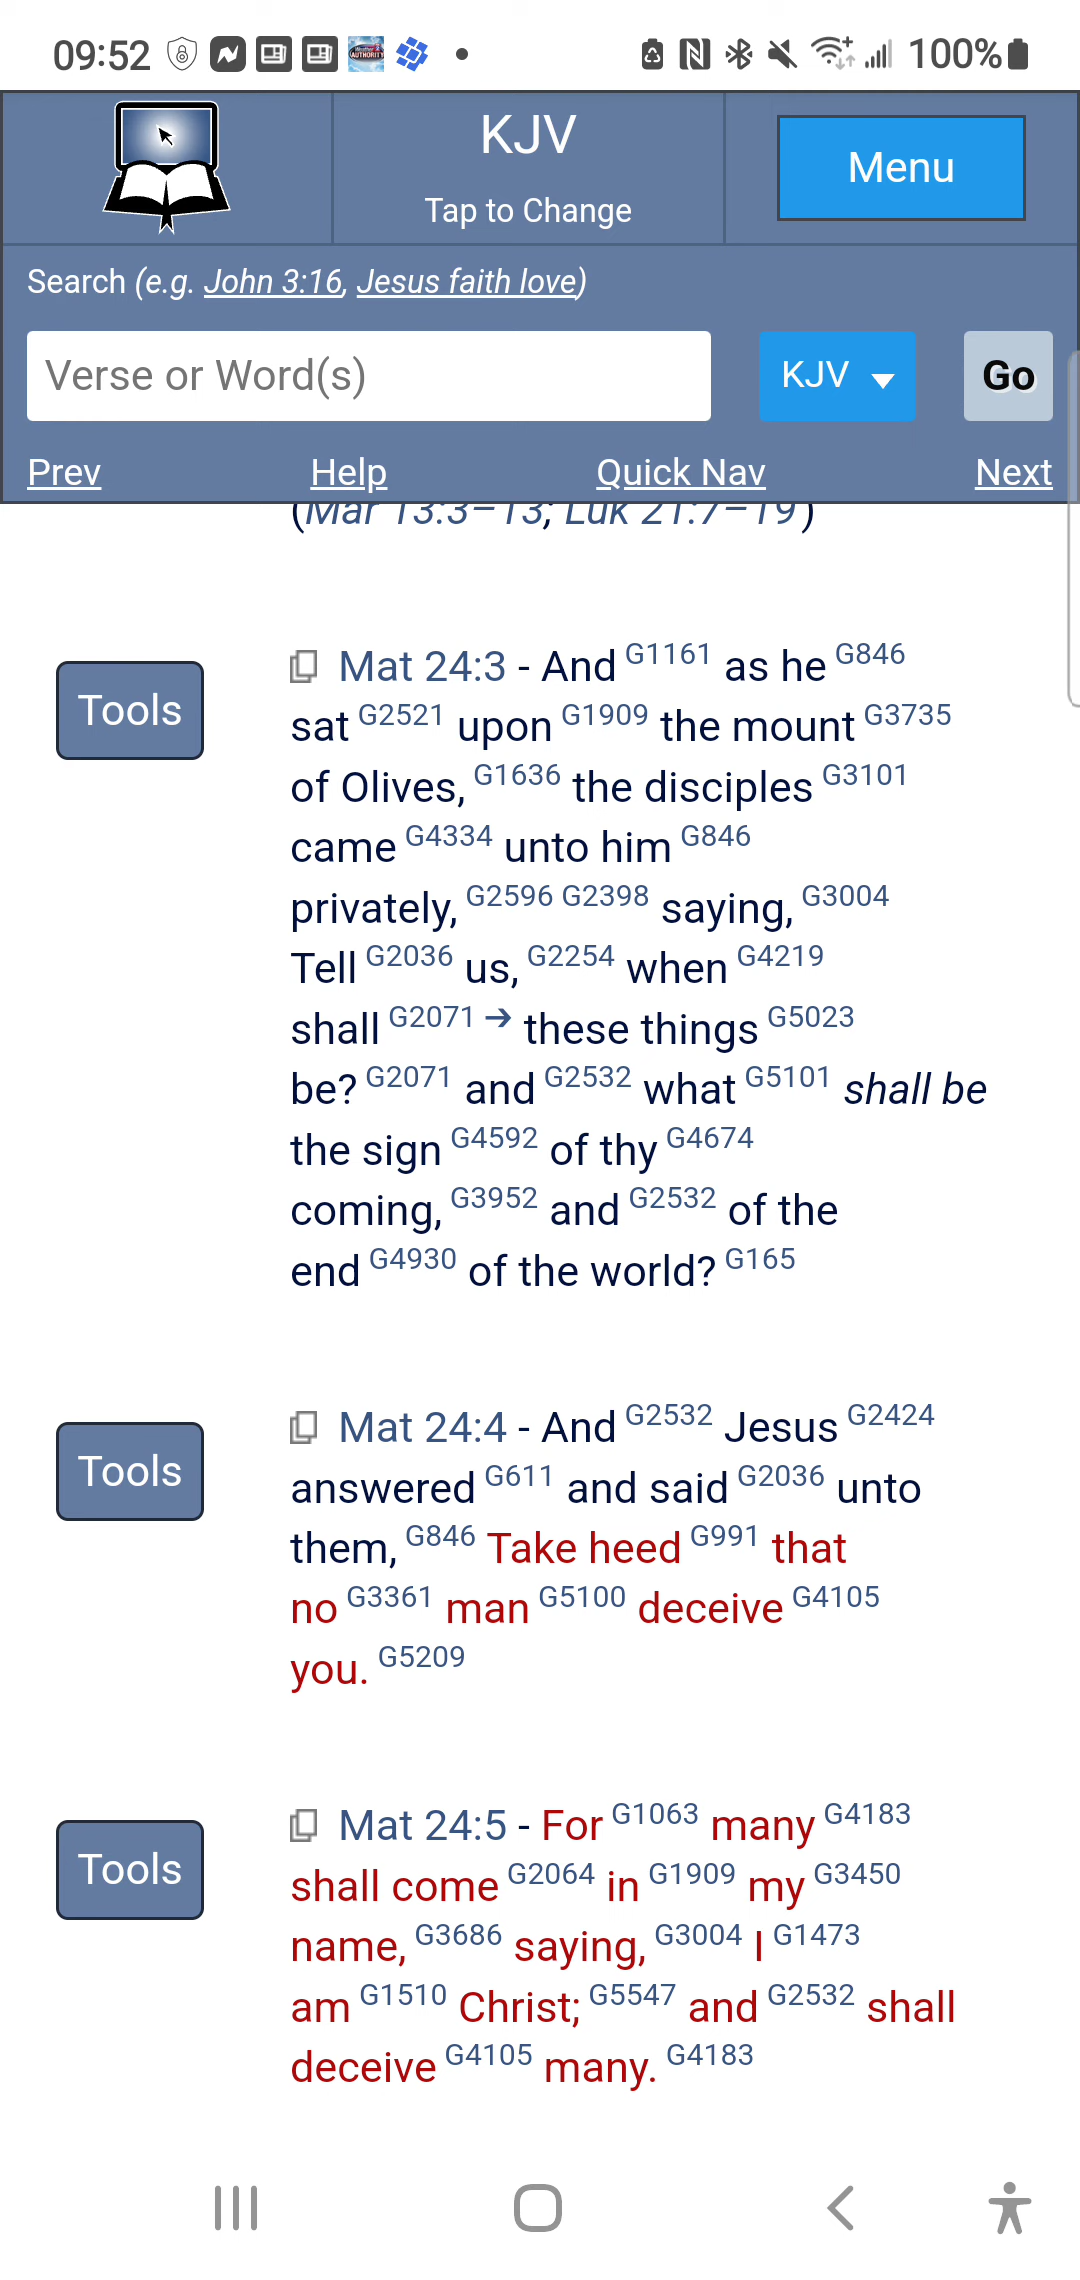 09:52 100%
KJV
Tap to Change
Menu
Search (e.g. John 3:16, Jesus faith love)
Verse or Word(s) KJV Go
Prev Help Quick Nav Next
(Mar 13:3–13; Luk 21:7–19)
Tools
Mat 24:3 - And G1161 as he G846
sat G2521 upon G1909 the mount G3735
of Olives, G1636 the disciples G3101
came G4334 unto him G846
privately, G2596 G2398 saying, G3004
Tell G2036 us, G2254 when G4219
shall G2071 → these things G5023
be? G2071 and G2532 what G5101 shall be
the sign G4592 of thy G4674
coming, G3952 and G2532 of the
end G4930 of the world? G165
Tools
Mat 24:4 - And G2532 Jesus G2424
answered G611 and said G2036 unto
them, G846 Take heed G991 that
no G3361 man G5100 deceive G4105
you. G5209
Tools
Mat 24:5 - For G1063 many G4183
shall come G2064 in G1909 my G3450
name, G3686 saying, G3004 I G1473
am G1510 Christ; G5547 and G2532 shall
deceive G4105 many. G4183